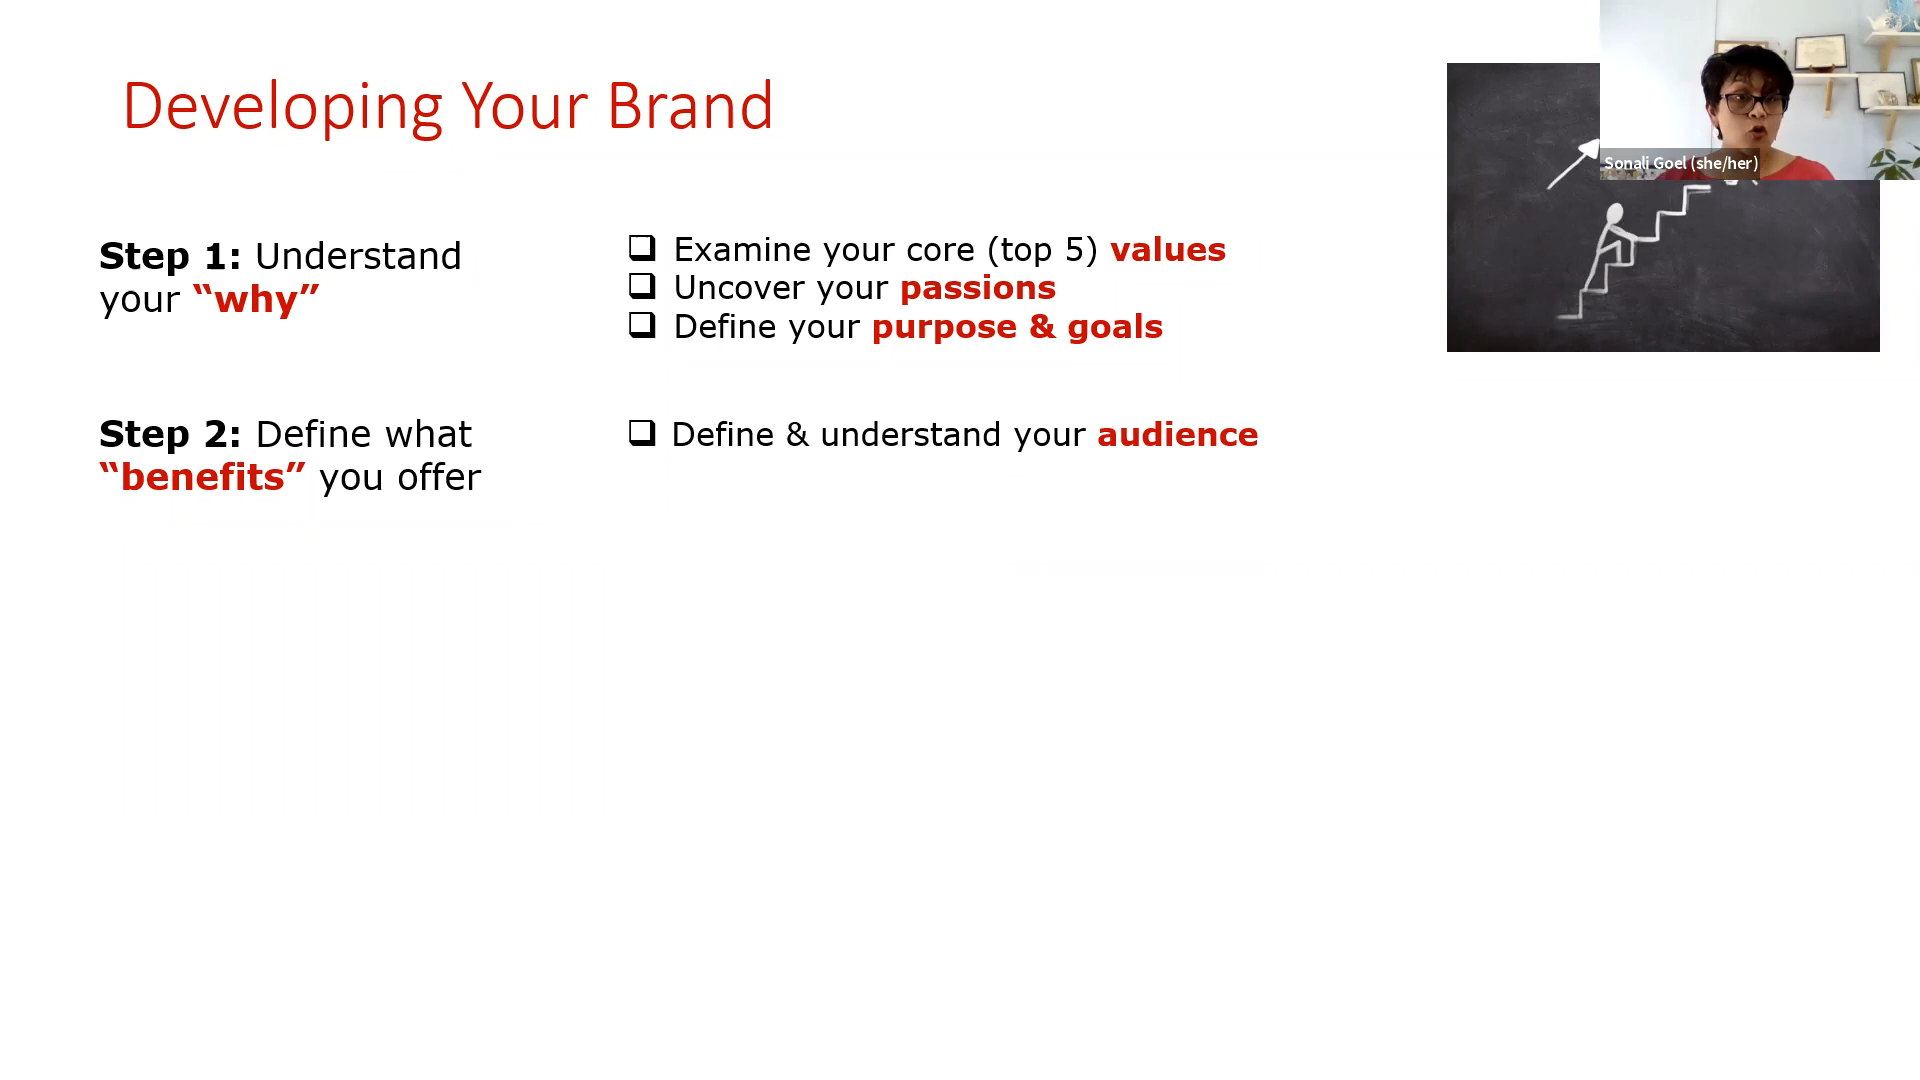 Developing Your Brand
Sonali Goel (she/her)
Step 1: Understand
your “why”
❑ Examine your core (top 5) values
❑ Uncover your passions
❑ Define your purpose & goals
Step 2: Define what
“benefits” you offer
❑ Define & understand your audience